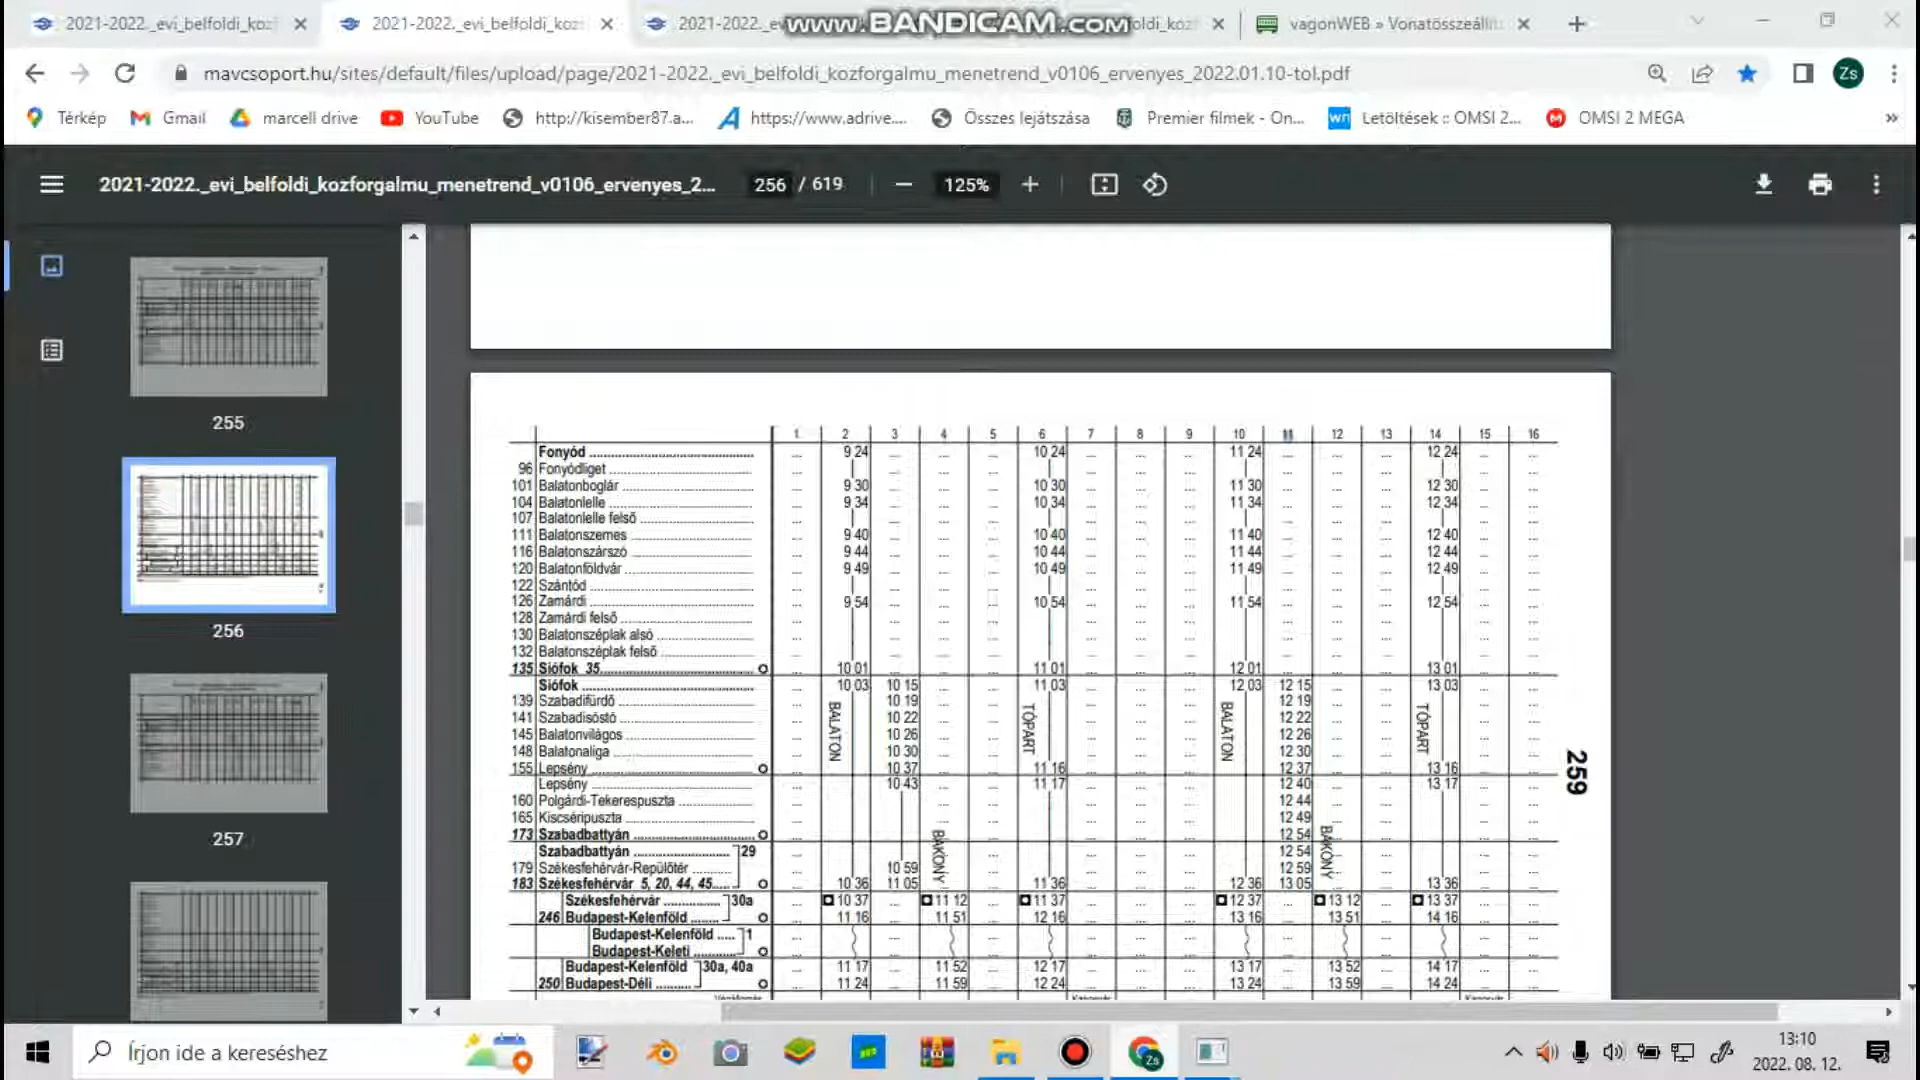 2021-2022._evi_belfoldi_koz
2021-2022._evi_belfoldi_koz
2021-2022._ev
www.BANDICAM.com
oldi_koz
vagonWEB » Vonatösszeállít
mavcsoport.hu/sites/default/files/upload/page/2021-2022._evi_belfoldi_kozforgalmu_menetrend_v0106_ervenyes_2022.01.10-tol.pdf
Zs
Térkép
Gmail
marcell drive
YouTube
http://kisember87.a...
https://www.adrive....
Összes lejátszása
Premier filmek - On...
wn
Letöltések :: OMSI 2...
OMSI 2 MEGA
»
2021-2022._evi_belfoldi_kozforgalmu_menetrend_v0106_ervenyes_2...
256 / 619
125%
255
256
257
1 2 3 4 5 6 7 8 9 10 11 12 13 14 15 16
Fonyód 9 24 10 24 11 24 12 24
96 Fonyódliget
101 Balatonboglár 9 30 10 30 11 30 12 30
104 Balatonlelle 9 34 10 34 11 34 12 34
107 Balatonlelle felső
111 Balatonszemes 9 40 10 40 11 40 12 40
116 Balatonszárszó 9 44 10 44 11 44 12 44
120 Balatonföldvár 9 49 10 49 11 49 12 49
122 Szántód
126 Zamárdi 9 54 10 54 11 54 12 54
128 Zamárdi felső
130 Balatonszéplak alsó
132 Balatonszéplak felső
135 Siófok 35 O 10 01 11 01 12 01 13 01
Siófok 10 03 10 15 11 03 12 03 12 15 13 03
139 Szabadifürdő 10 19 12 19
141 Szabadisóstó 10 22 12 22
145 Balatonvilágos 10 26 12 26
148 Balatonaliga 10 30 12 30
BALATON TÓPART BALATON TÓPART
155 Lepsény O 10 37 11 16 12 37 13 16
Lepsény 10 43 11 17 12 40 13 17
160 Polgárdi-Tekerespuszta 12 44
165 Kiscséripuszta 12 49
173 Szabadbattyán O 12 54
Szabadbattyán 29 12 54
179 Székesfehérvár-Repülőtér 10 59 12 59
BAKONY BAKONY
183 Székesfehérvár 5, 20, 44, 45 O 10 36 11 05 11 36 12 36 13 05 13 36
Székesfehérvár 30a 10 37 11 12 11 37 12 37 13 12 13 37
246 Budapest-Kelenföld O 11 16 11 51 12 16 13 16 13 51 14 16
Budapest-Kelenföld 1
Budapest-Keleti O
Budapest-Kelenföld 30a, 40a 11 17 11 52 12 17 13 17 13 52 14 17
250 Budapest-Déli O 11 24 11 59 12 24 13 24 13 59 14 24
259
Írjon ide a kereséshez
Zs
13:10
2022. 08. 12.